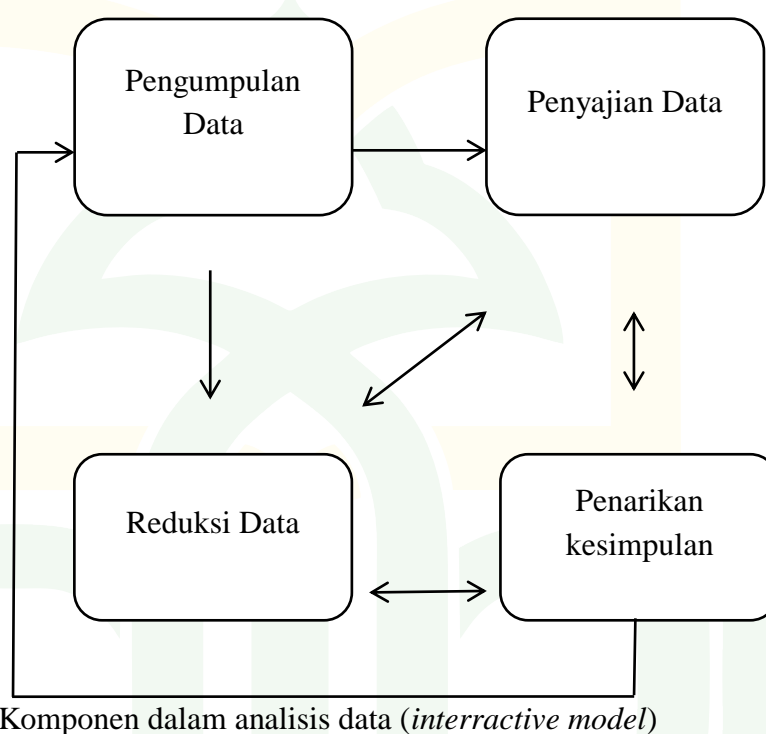 Pengumpulan
Data
Penyajian Data
Reduksi Data
Penarikan
kesimpulan
Komponen dalam analisis data (interractive model)